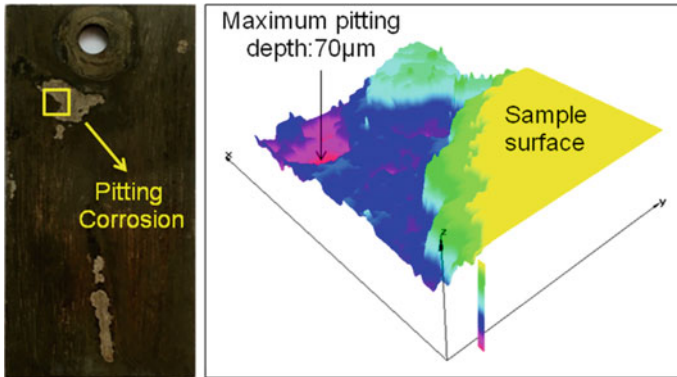 Pitting
Corrosion
Maximum pitting
depth:70µm
Sample
surface
x
y
z